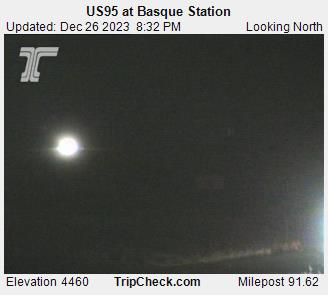 US95 at Basque Station
Updated: Dec 26 2023 8:32 PM Looking North
Elevation 4460 TripCheck.com Milepost 91.62